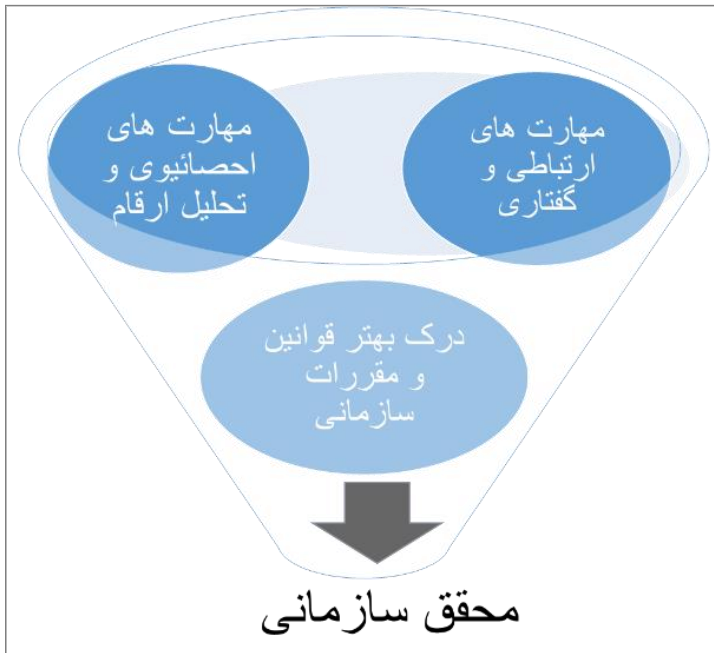 مهارت های
ارتباطی و
گفتاری
مهارت های
احصائیوی و
تحلیل ارقام
درک بهتر قوانین
و مقررات
سازمانی
محقق سازمانی